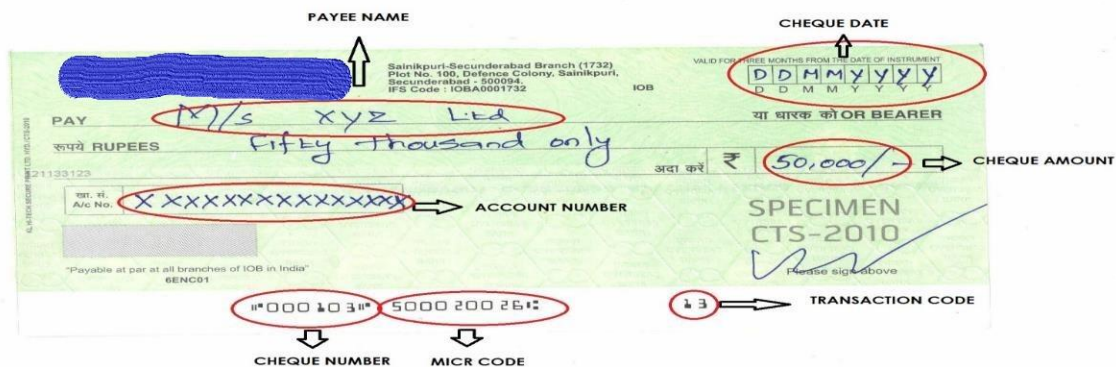 PAYEE NAME
CHEQUE DATE
Sainikpuri-Secunderabad Branch (1732)
Plot No. 100, Defence Colony, Sainikpuri,
Secunderabad - 500094.
IFS Code : IOBA0001732
IOB
VALID FOR THREE MONTHS FROM THE DATE OF INSTRUMENT
D D M M Y Y Y Y
D D M M Y Y Y Y
PAY M/s XYZ Ltd या धारक को OR BEARER
रूपये RUPEES Fifty thousand only
अदा करें ₹ 50,000/- CHEQUE AMOUNT
121133123
खा. सं.
A/c No. XXXXXXXXXXXXXXX ACCOUNT NUMBER
SPECIMEN
CTS-2010
"Payable at par at all branches of IOB in India"
6ENC01
Please sign above
⑈000103⑈ 500020026⑆ 13 TRANSACTION CODE
CHEQUE NUMBER MICR CODE